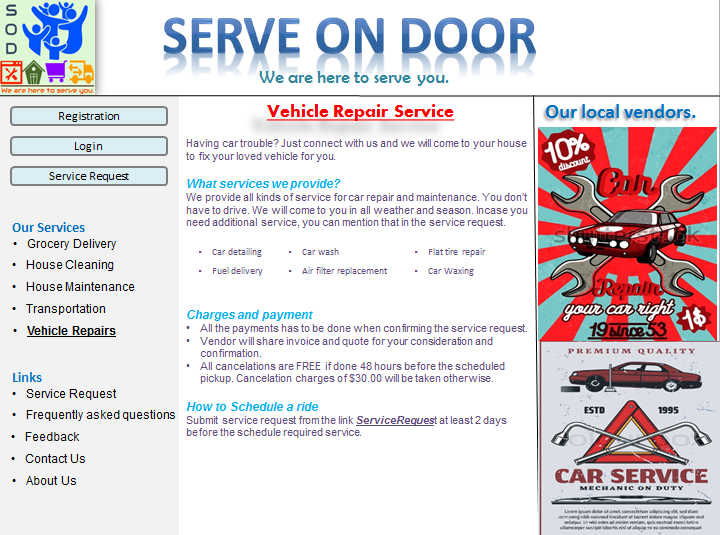 S
O
D
We are here to serve you.
SERVE ON DOOR
We are here to serve you.
Registration
Login
Service Request
Our Services
• Grocery Delivery
• House Cleaning
• House Maintenance
• Transportation
• Vehicle Repairs
Links
• Service Request
• Frequently asked questions
• Feedback
• Contact Us
• About Us
Vehicle Repair Service
Having car trouble? Just connect with us and we will come to your house
to fix your loved vehicle for you.
What services we provide?
We provide all kinds of service for car repair and maintenance. You don't
have to drive. We will come to you in all weather and season. Incase you
need additional service, you can mention that in the service request.
• Car detailing • Car wash • Flat tire repair
• Fuel delivery • Air filter replacement • Car Waxing
Charges and payment
• All the payments has to be done when confirming the service request.
• Vendor will share invoice and quote for your consideration and
confirmation.
• All cancelations are FREE if done 48 hours before the scheduled
pickup. Cancelation charges of $30.00 will be taken otherwise.
How to Schedule a ride
Submit service request from the link ServiceRequest at least 2 days
before the schedule required service.
Our local vendors.
10%
discount
Car
shutterstock
Repair
your car right
19 since 53
1$
PREMIUM QUALITY
ESTD 1995
CAR SERVICE
MECHANIC ON DUTY
Lorem ipsum dolor sit amet, consectetuer adipiscing elit, sed